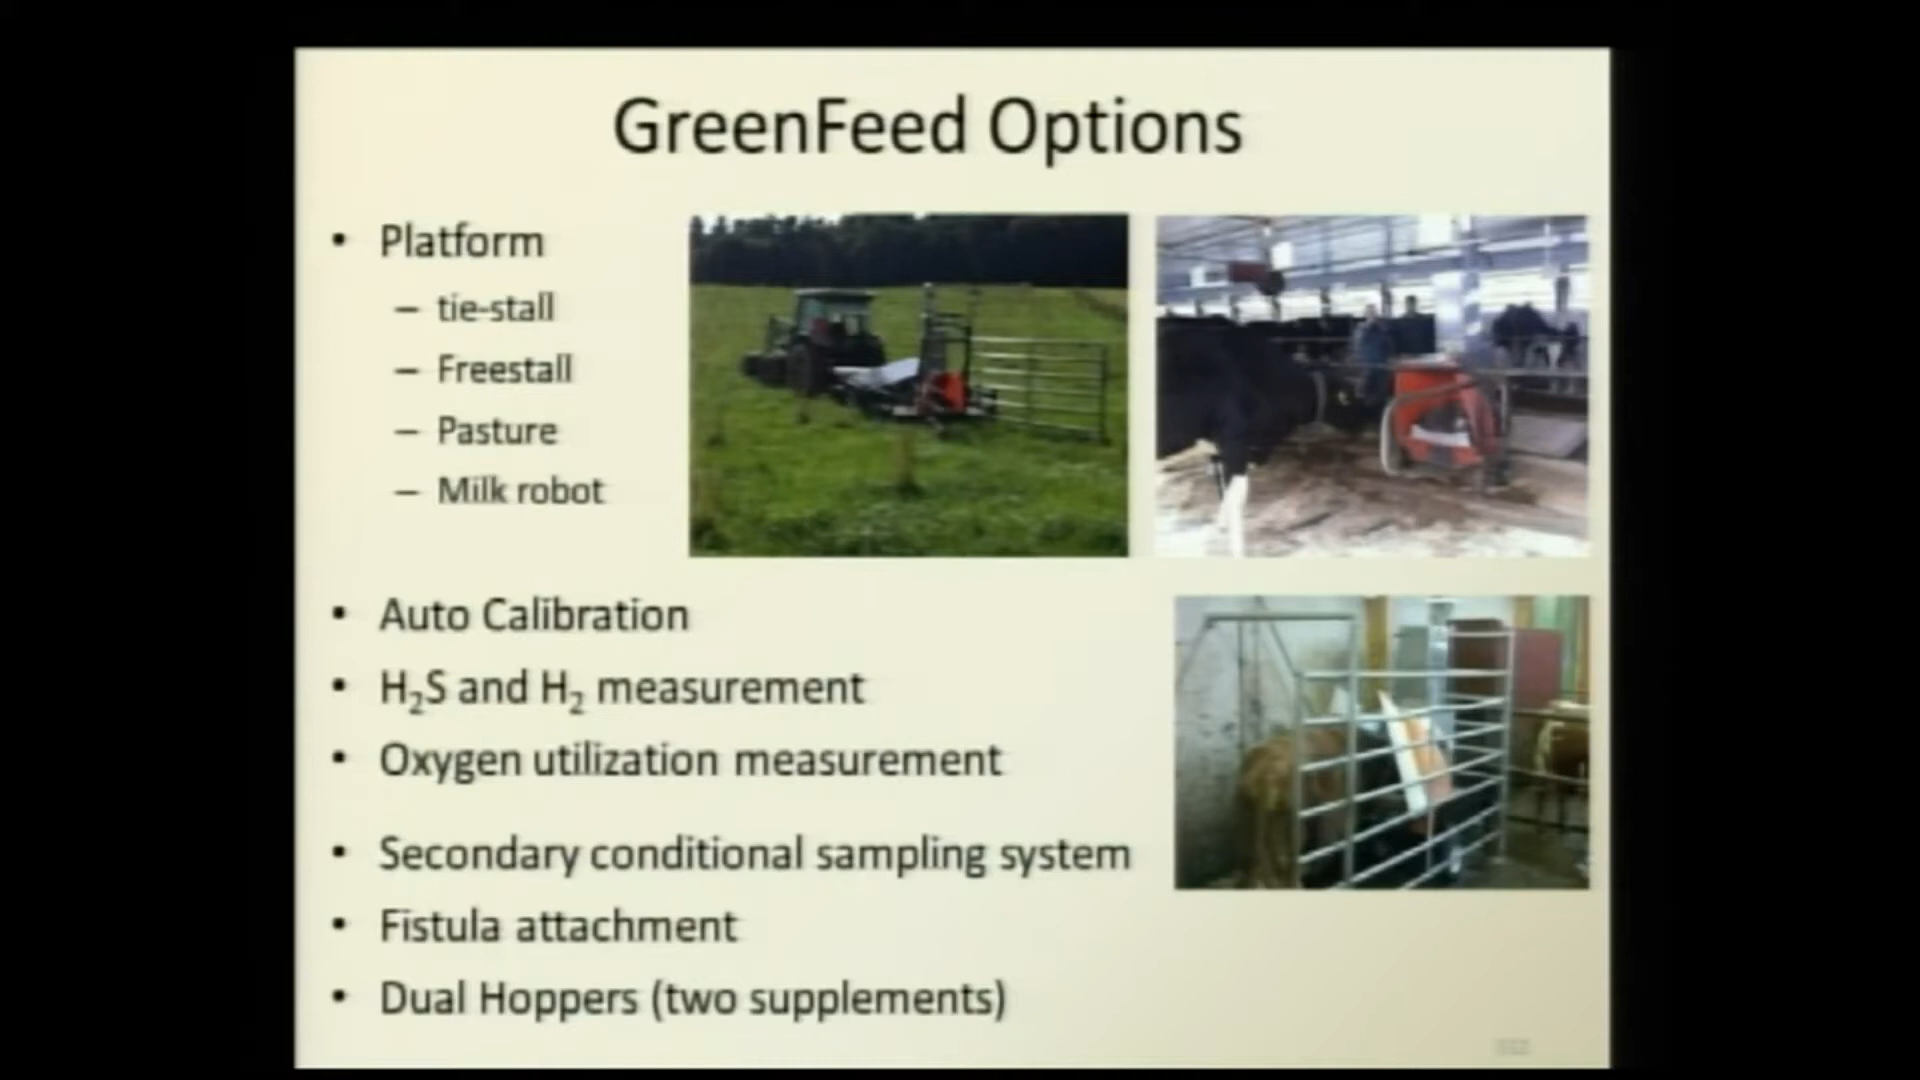 GreenFeed Options
• Platform
– tie-stall
– Freestall
– Pasture
– Milk robot
• Auto Calibration
• H₂S and H₂ measurement
• Oxygen utilization measurement
• Secondary conditional sampling system
• Fistula attachment
• Dual Hoppers (two supplements)